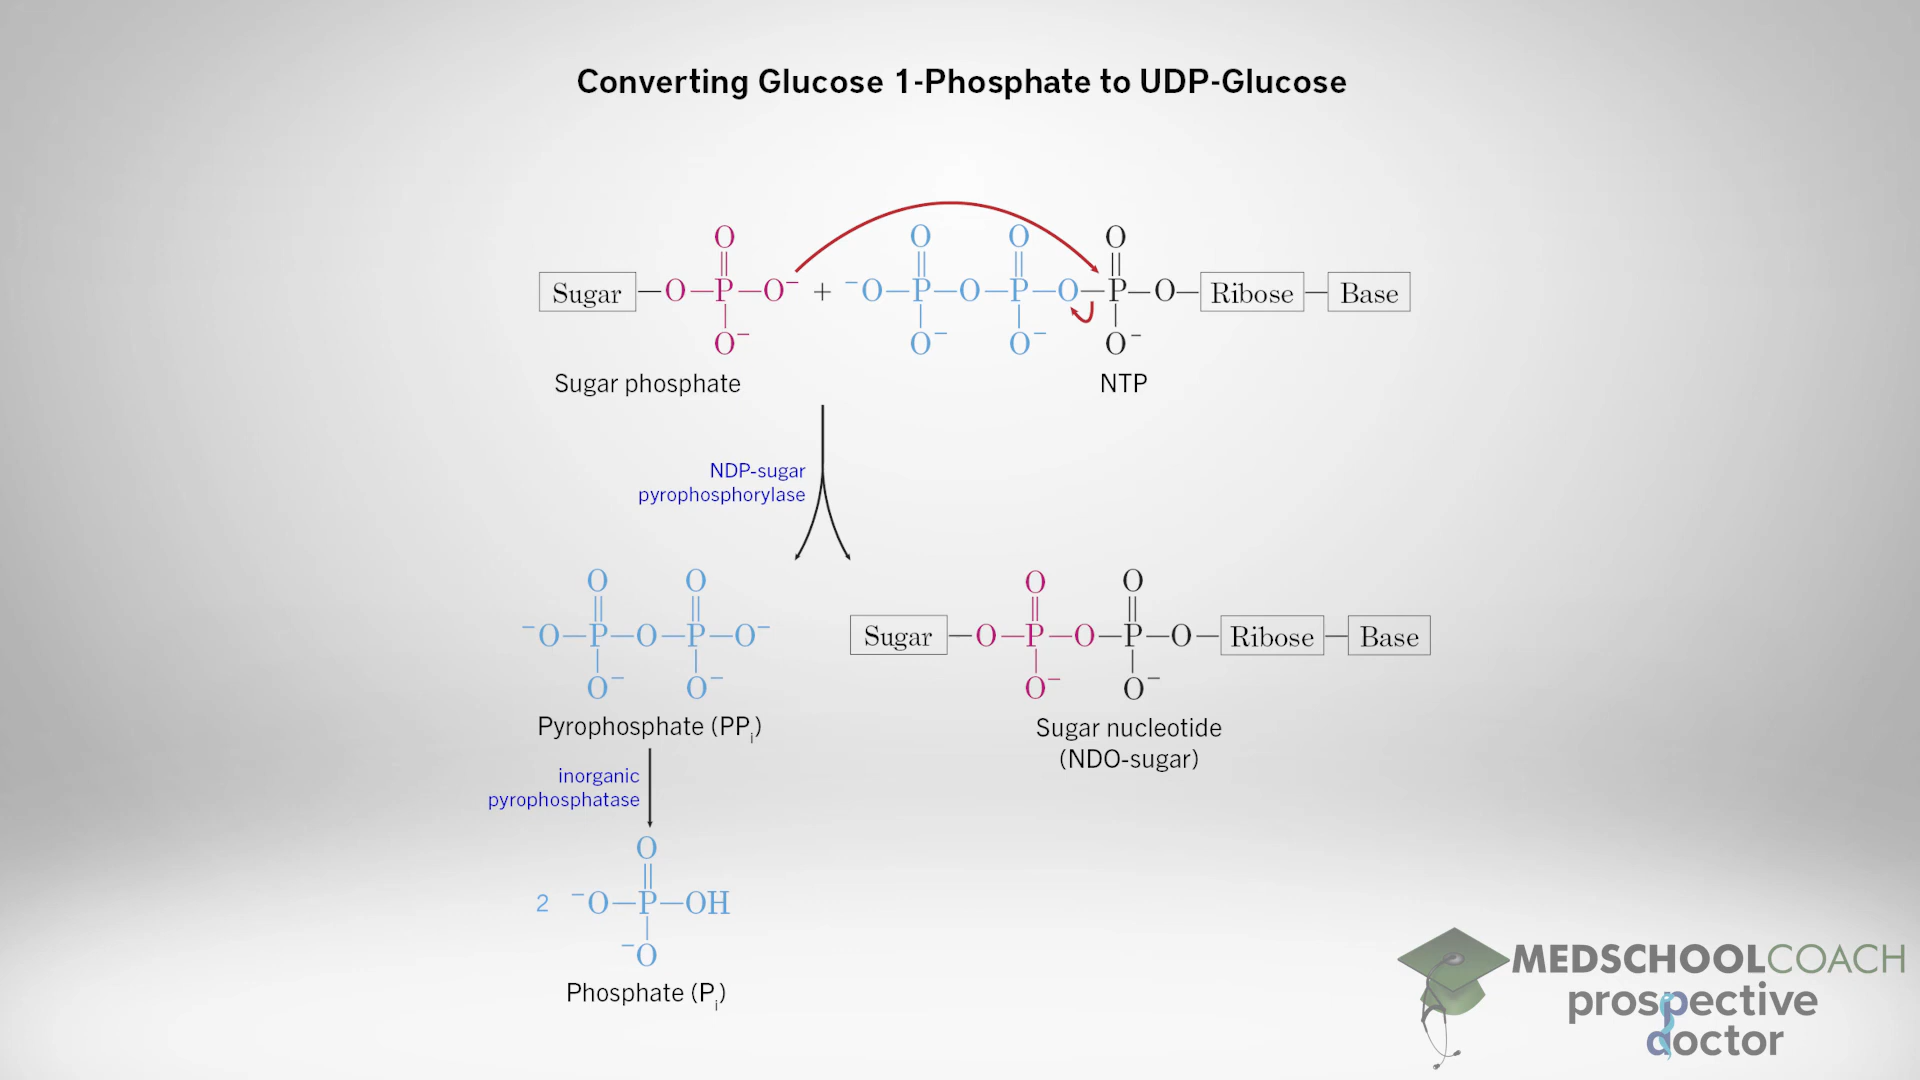 Converting Glucose 1-Phosphate to UDP-Glucose
O O O O
Sugar —O—P—O⁻ + ⁻O—P—O—P—O—P—O— Ribose — Base
O⁻ O⁻ O⁻ O⁻
Sugar phosphate NTP
NDP-sugar
pyrophosphorylase
O O O O
⁻O—P—O—P—O⁻ Sugar —O—P—O—P—O— Ribose — Base
O⁻ O⁻ O⁻ O⁻
Pyrophosphate (PPᵢ) Sugar nucleotide
(NDO-sugar)
inorganic
pyrophosphatase
O
2 ⁻O—P—OH
⁻O
Phosphate (Pᵢ)
MEDSCHOOLCOACH
prospective
doctor